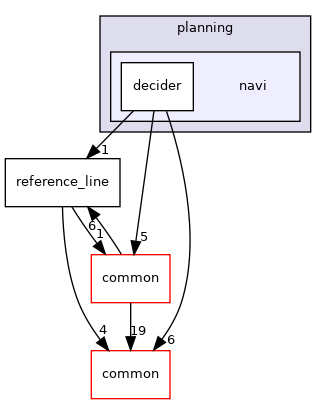 planning
decider
navi
1
reference_line
6
1
5
common
4
19
6
common